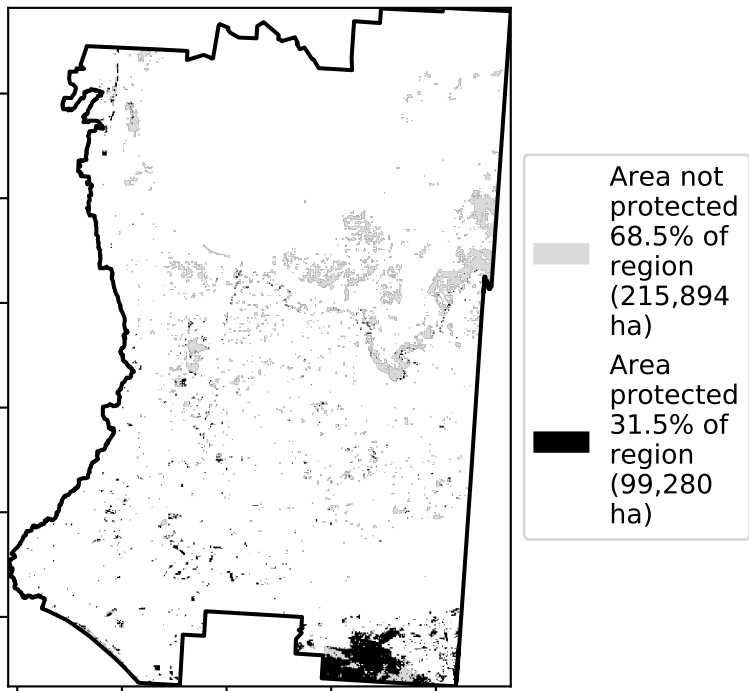 Area not
protected
68.5% of
region
(215,894
ha)
Area
protected
31.5% of
region
(99,280
ha)